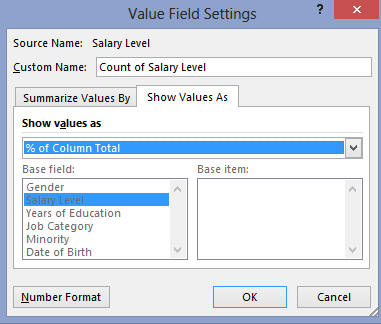 Value Field Settings ? ×
Source Name: Salary Level
Custom Name: Count of Salary Level
Summarize Values By Show Values As
Show values as
% of Column Total
Base field: Base item:
Gender
Salary Level
Years of Education
Job Category
Minority
Date of Birth
Number Format OK Cancel